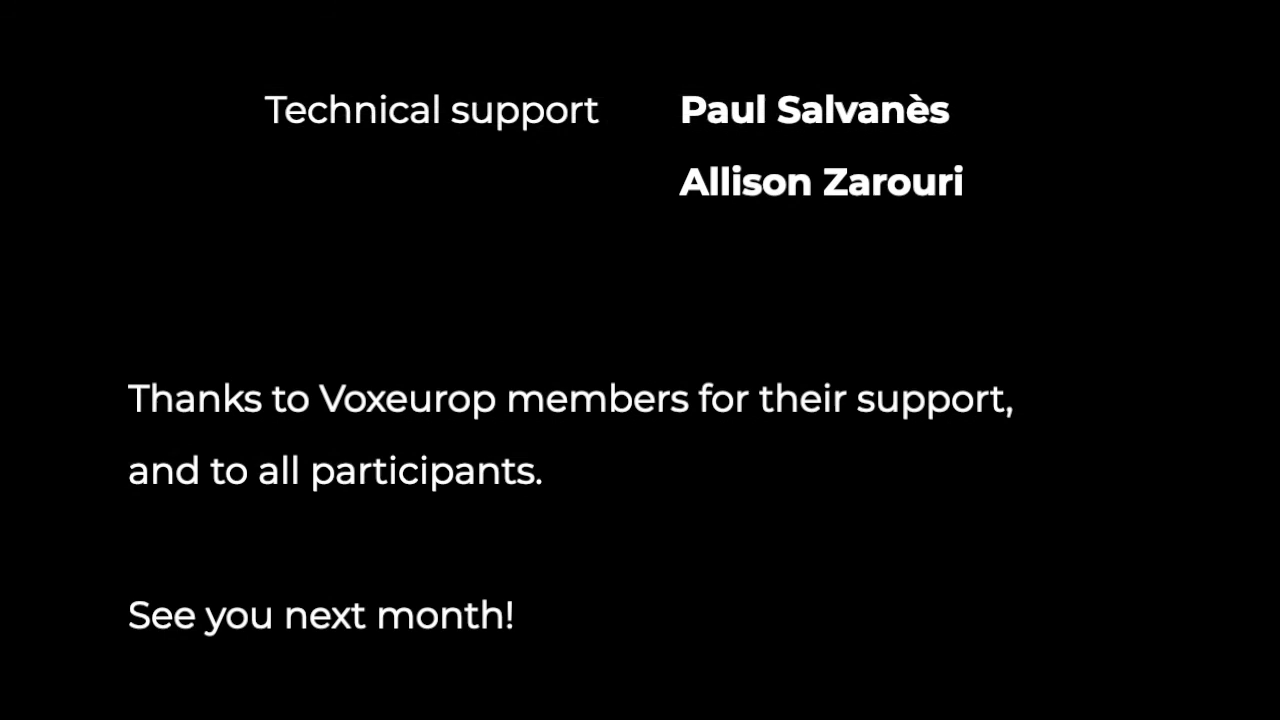 Technical support Paul Salvanès
Allison Zarouri
Thanks to Voxeurop members for their support,
and to all participants.
See you next month!